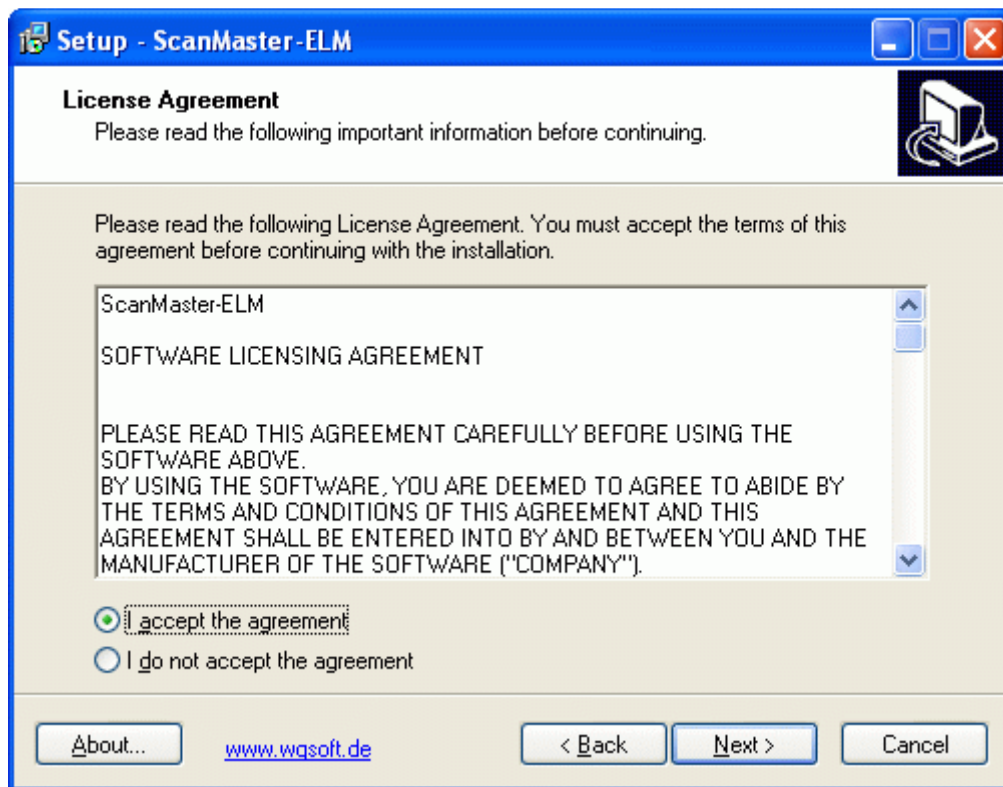 Setup - ScanMaster-ELM
License Agreement
Please read the following important information before continuing.
Please read the following License Agreement. You must accept the terms of this
agreement before continuing with the installation.
ScanMaster-ELM
SOFTWARE LICENSING AGREEMENT
PLEASE READ THIS AGREEMENT CAREFULLY BEFORE USING THE
SOFTWARE ABOVE.
BY USING THE SOFTWARE, YOU ARE DEEMED TO AGREE TO ABIDE BY
THE TERMS AND CONDITIONS OF THIS AGREEMENT AND THIS
AGREEMENT SHALL BE ENTERED INTO BY AND BETWEEN YOU AND THE
MANUFACTURER OF THE SOFTWARE ("COMPANY").
I accept the agreement
I do not accept the agreement
About... www.wgsoft.de < Back Next > Cancel